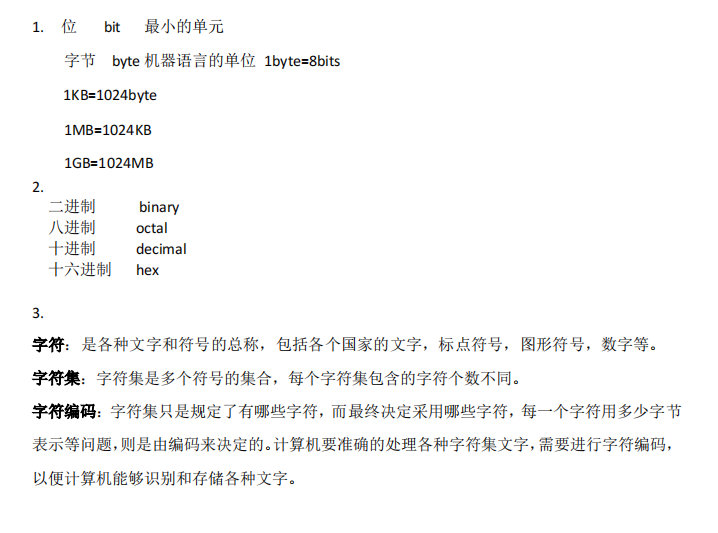 1. 位 bit 最小的单元
字节 byte 机器语言的单位 1byte=8bits
1KB=1024byte
1MB=1024KB
1GB=1024MB
2.
二进制 binary
八进制 octal
十进制 decimal
十六进制 hex
3.
字符：是各种文字和符号的总称，包括各个国家的文字，标点符号，图形符号，数字等。
字符集：字符集是多个符号的集合，每个字符集包含的字符个数不同。
字符编码：字符集只是规定了有哪些字符，而最终决定采用哪些字符，每一个字符用多少字节
表示等问题，则是由编码来决定的。计算机要准确的处理各种字符集文字，需要进行字符编码，
以便计算机能够识别和存储各种文字。